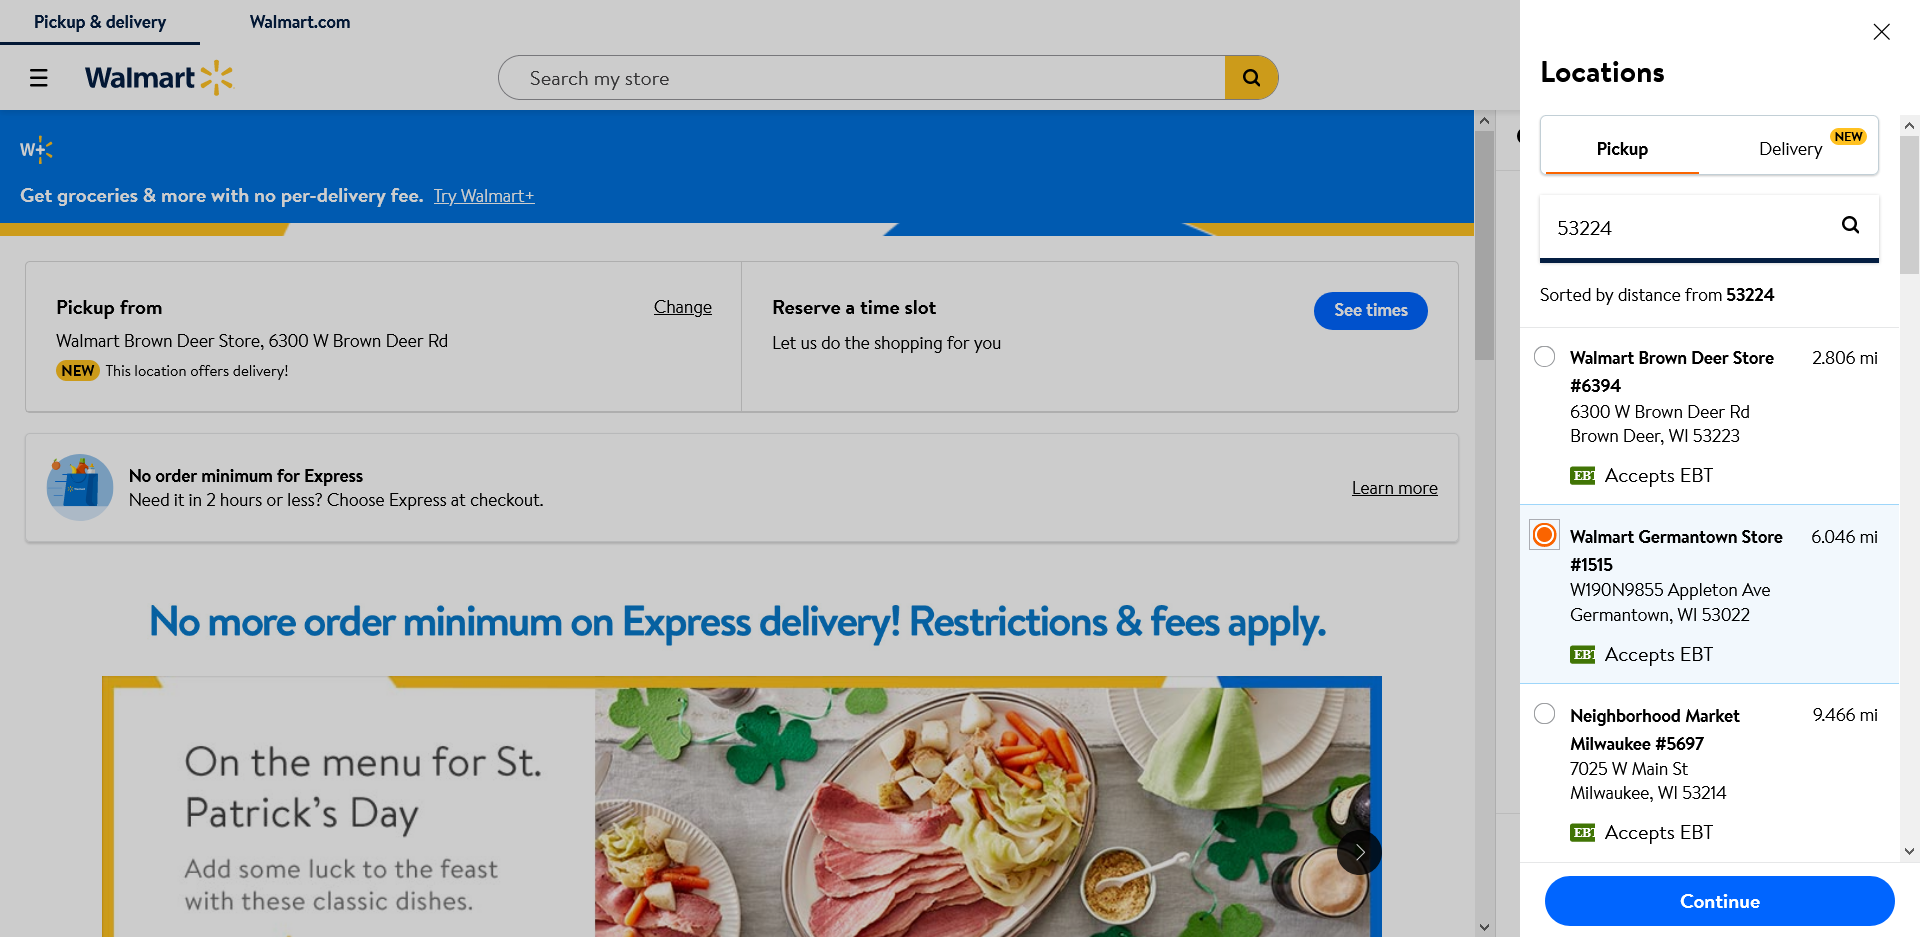 Pickup & delivery
Walmart.com
Walmart
Search my store
W+
Get groceries & more with no per-delivery fee. Try Walmart+
Pickup from
Change
Walmart Brown Deer Store, 6300 W Brown Deer Rd
NEW This location offers delivery!
Reserve a time slot
See times
Let us do the shopping for you
No order minimum for Express
Need it in 2 hours or less? Choose Express at checkout.
Learn more
No more order minimum on Express delivery! Restrictions & fees apply.
On the menu for St.
Patrick's Day
Add some luck to the feast
with these classic dishes.
Locations
Pickup
Delivery
NEW
53224
Sorted by distance from 53224
Walmart Brown Deer Store 2.806 mi
#6394
6300 W Brown Deer Rd
Brown Deer, WI 53223
EBT Accepts EBT
Walmart Germantown Store 6.046 mi
#1515
W190N9855 Appleton Ave
Germantown, WI 53022
EBT Accepts EBT
Neighborhood Market 9.466 mi
Milwaukee #5697
7025 W Main St
Milwaukee, WI 53214
EBT Accepts EBT
Continue